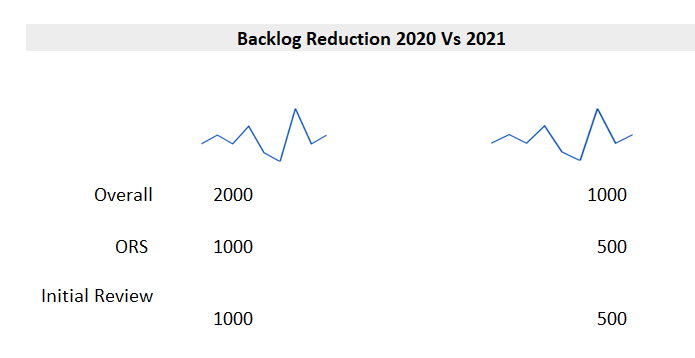 Backlog Reduction 2020 Vs 2021
Overall 2000 1000
ORS 1000 500
Initial Review
1000 500